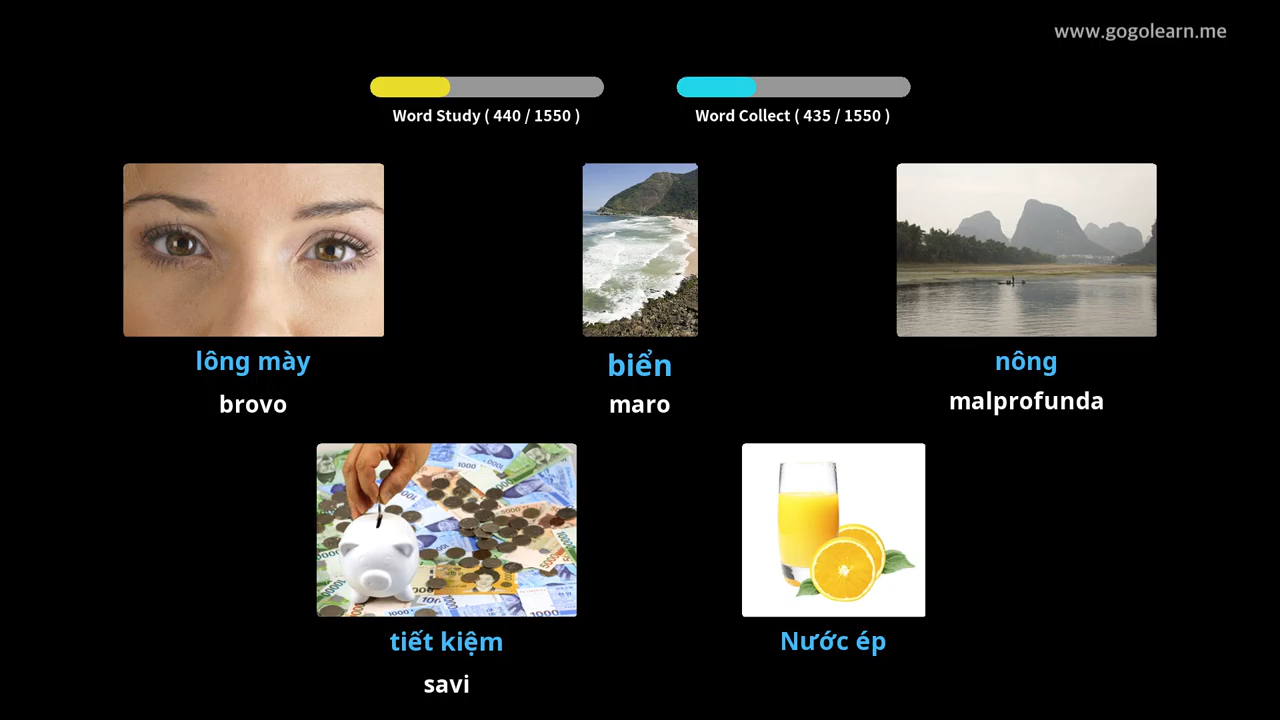 www.gogolearn.me
Word Study ( 440 / 1550 )
Word Collect ( 435 / 1550 )
lông mày
brovo
biển
maro
nông
malprofunda
tiết kiệm
savi
Nước ép